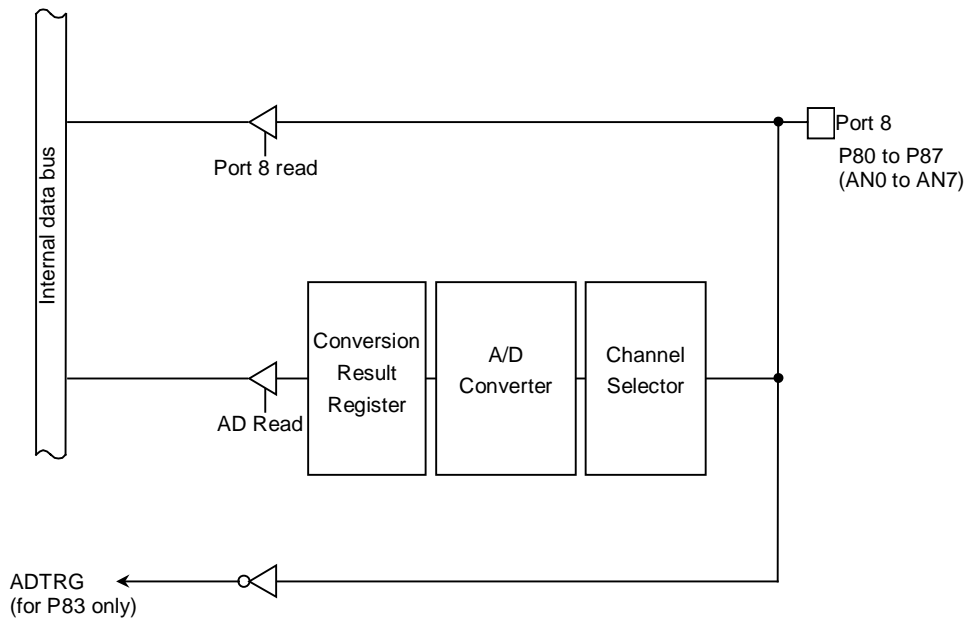 Internal data bus
Port 8 read
Port 8
P80 to P87
(AN0 to AN7)
Conversion
Result
Register
A/D
Converter
Channel
Selector
AD Read
ADTRG
(for P83 only)